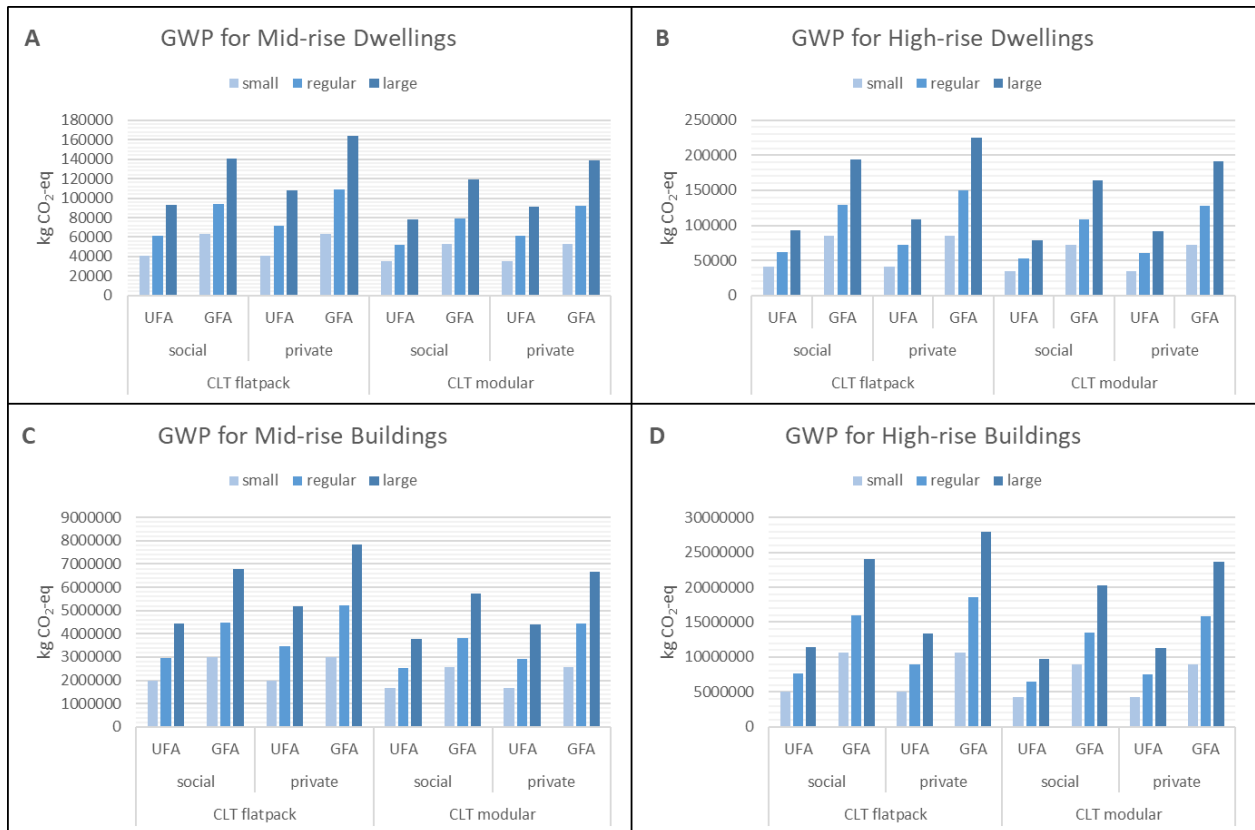 A
GWP for Mid-rise Dwellings
small regular large
kg CO₂-eq
180000
160000
140000
120000
100000
80000
60000
40000
20000
0
UFA GFA UFA GFA UFA GFA UFA GFA
social private social private
CLT flatpack CLT modular
B
GWP for High-rise Dwellings
small regular large
kg CO₂-eq
250000
200000
150000
100000
50000
0
UFA GFA UFA GFA UFA GFA UFA GFA
social private social private
CLT flatpack CLT modular
C
GWP for Mid-rise Buildings
small regular large
kg CO₂-eq
9000000
8000000
7000000
6000000
5000000
4000000
3000000
2000000
1000000
0
UFA GFA UFA GFA UFA GFA UFA GFA
social private social private
CLT flatpack CLT modular
D
GWP for High-rise Buildings
small regular large
kg CO₂-eq
30000000
25000000
20000000
15000000
10000000
5000000
0
UFA GFA UFA GFA UFA GFA UFA GFA
social private social private
CLT flatpack CLT modular